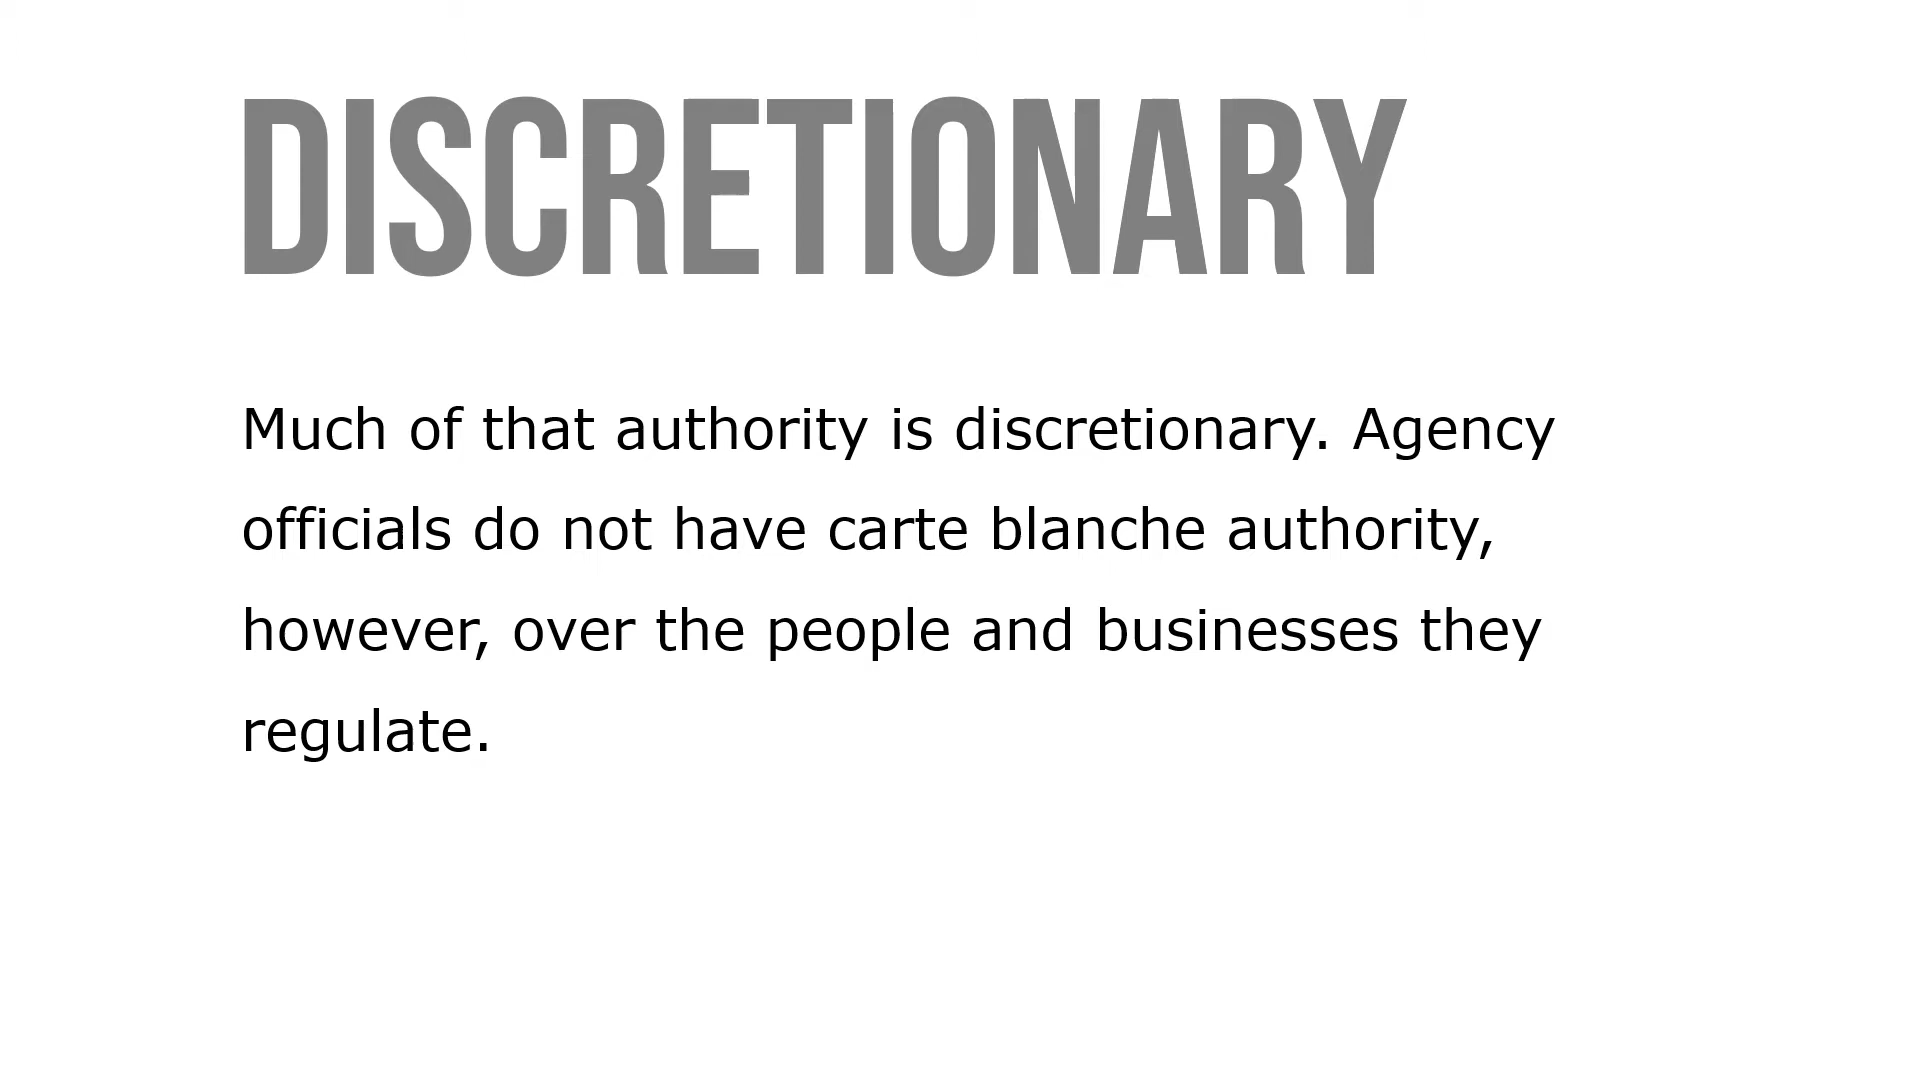 DISCRETIONARY
Much of that authority is discretionary. Agency
officials do not have carte blanche authority,
however, over the people and businesses they
regulate.